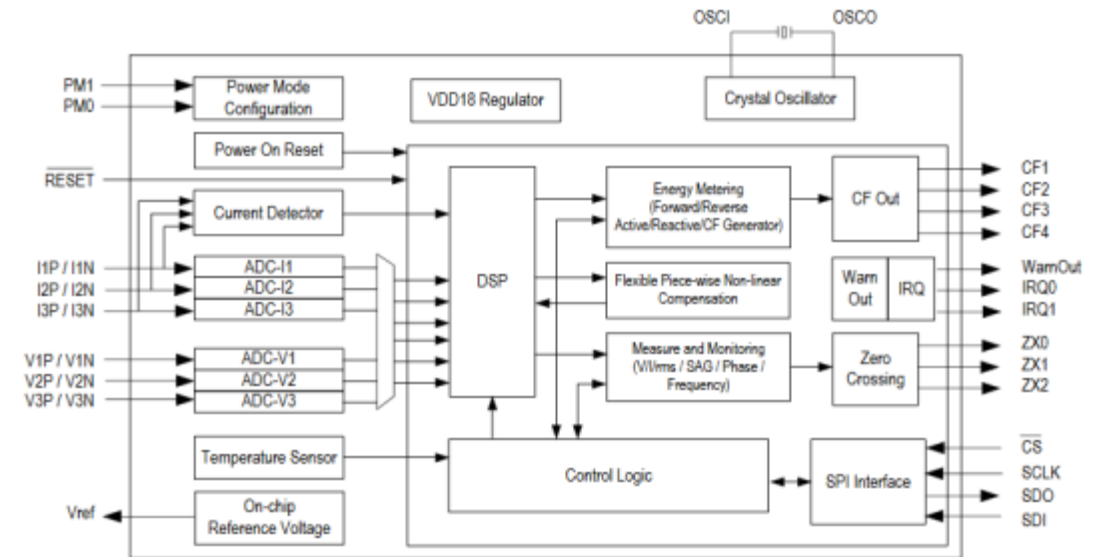 OSCI
OSCO
PM1
PM0
Power Mode
Configuration
VDD18 Regulator
Crystal Oscillator
Power On Reset
RESET
Current Detector
I1P / I1N
I2P / I2N
I3P / I3N
ADC-I1
ADC-I2
ADC-I3
V1P / V1N
V2P / V2N
V3P / V3N
ADC-V1
ADC-V2
ADC-V3
Temperature Sensor
Vref
On-chip
Reference Voltage
DSP
Energy Metering
(Forward/Reverse
Active/Reactive/CF Generator)
Flexible Piece-wise Non-linear
Compensation
Measure and Monitoring
(V/I/rms / SAG / Phase /
Frequency)
Control Logic
CF Out
CF1
CF2
CF3
CF4
Warn
Out
IRQ
WarnOut
IRQ0
IRQ1
Zero
Crossing
ZX0
ZX1
ZX2
SPI Interface
CS
SCLK
SDO
SDI